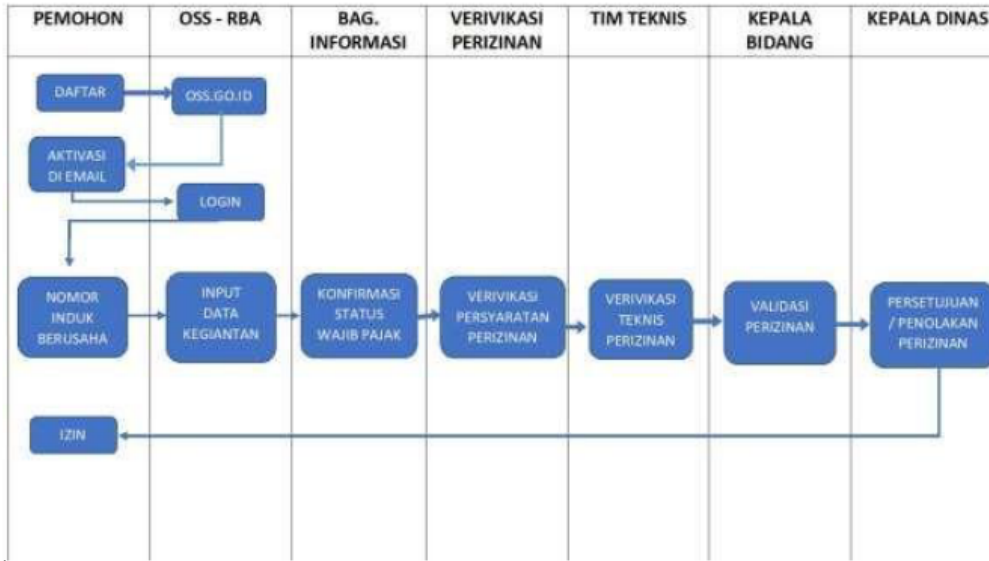 PEMOHON
OSS - RBA
BAG.
INFORMASI
VERIVIKASI
PERIZINAN
TIM TEKNIS
KEPALA
BIDANG
KEPALA DINAS
DAFTAR
OSS.GO.ID
AKTIVASI
DI EMAIL
LOGIN
NOMOR
INDUK
BERUSAHA
INPUT
DATA
KEGIANTAN
KONFIRMASI
STATUS
WAJIB PAJAK
VERIVIKASI
PERSYARATAN
PERIZINAN
VERIVIKASI
TEKNIS
PERIZINAN
VALIDASI
PERIZINAN
PERSETUJUAN
/ PENOLAKAN
PERIZINAN
IZIN